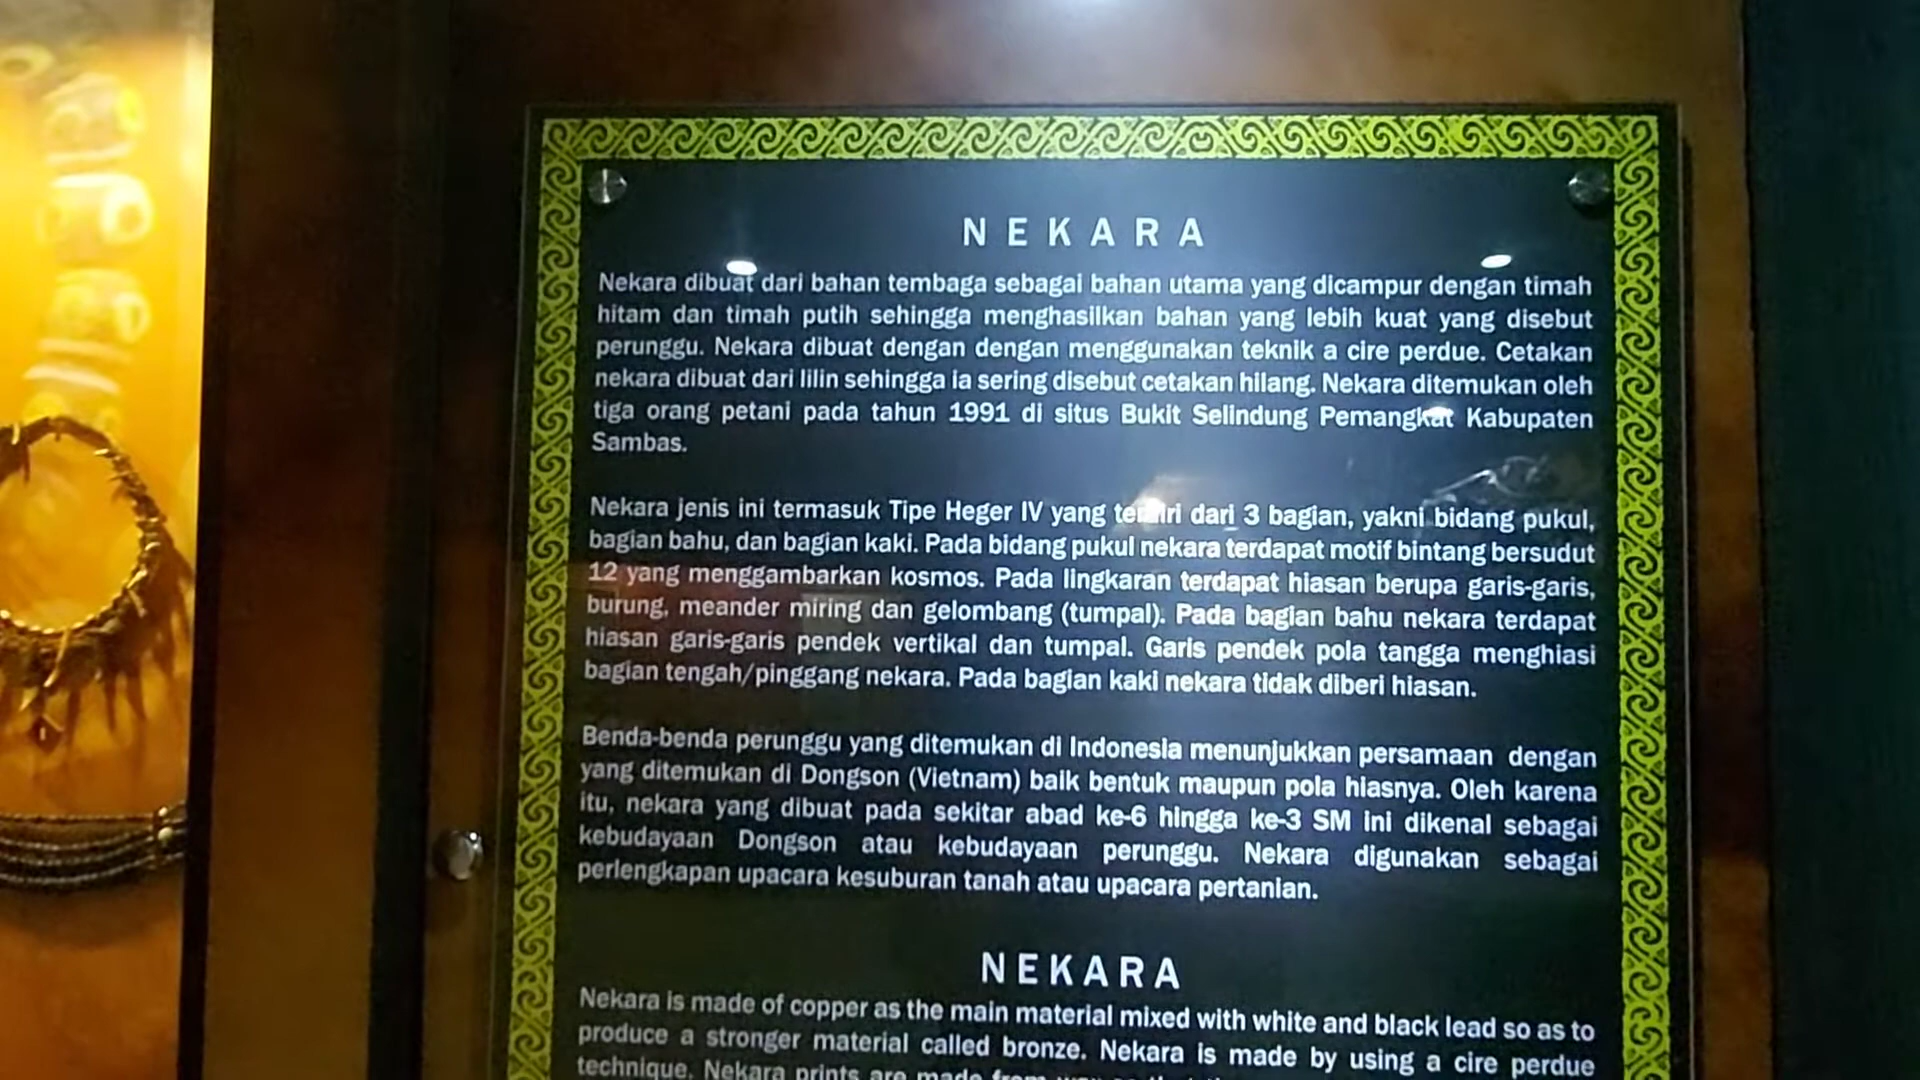 NEKARA
Nekara dibuat dari bahan tembaga sebagai bahan utama yang dicampur dengan timah
hitam dan timah putih sehingga menghasilkan bahan yang lebih kuat yang disebut
perunggu. Nekara dibuat dengan dengan menggunakan teknik a cire perdue. Cetakan
nekara dibuat dari lilin sehingga ia sering disebut cetakan hilang. Nekara ditemukan oleh
tiga orang petani pada tahun 1991 di situs Bukit Selindung Pemangkat Kabupaten
Sambas.
Nekara jenis ini termasuk Tipe Heger IV yang terdiri dari 3 bagian, yakni bidang pukul,
bagian bahu, dan bagian kaki. Pada bidang pukul nekara terdapat motif bintang bersudut
12 yang menggambarkan kosmos. Pada lingkaran terdapat hiasan berupa garis-garis,
burung, meander miring dan gelombang (tumpal). Pada bagian bahu nekara terdapat
hiasan garis-garis pendek vertikal dan tumpal. Garis pendek pola tangga menghiasi
bagian tengah/pinggang nekara. Pada bagian kaki nekara tidak diberi hiasan.
Benda-benda perunggu yang ditemukan di Indonesia menunjukkan persamaan dengan
yang ditemukan di Dongson (Vietnam) baik bentuk maupun pola hiasnya. Oleh karena
itu, nekara yang dibuat pada sekitar abad ke-6 hingga ke-3 SM ini dikenal sebagai
kebudayaan Dongson atau kebudayaan perunggu. Nekara digunakan sebagai
perlengkapan upacara kesuburan tanah atau upacara pertanian.
NEKARA
Nekara is made of copper as the main material mixed with white and black lead so as to
produce a stronger material called bronze. Nekara is made by using a cire perdue
technique. Nekara prints are made from